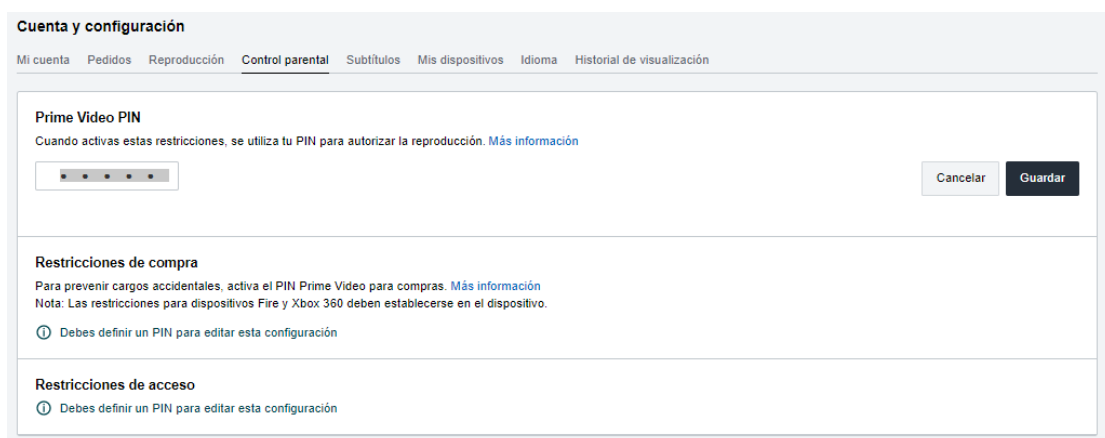 Cuenta y configuración
Mi cuenta Pedidos Reproducción Control parental Subtítulos Mis dispositivos Idioma Historial de visualización
Prime Video PIN
Cuando activas estas restricciones, se utiliza tu PIN para autorizar la reproducción. Más información
Cancelar Guardar
Restricciones de compra
Para prevenir cargos accidentales, activa el PIN Prime Video para compras. Más información
Nota: Las restricciones para dispositivos Fire y Xbox 360 deben establecerse en el dispositivo.
Debes definir un PIN para editar esta configuración
Restricciones de acceso
Debes definir un PIN para editar esta configuración